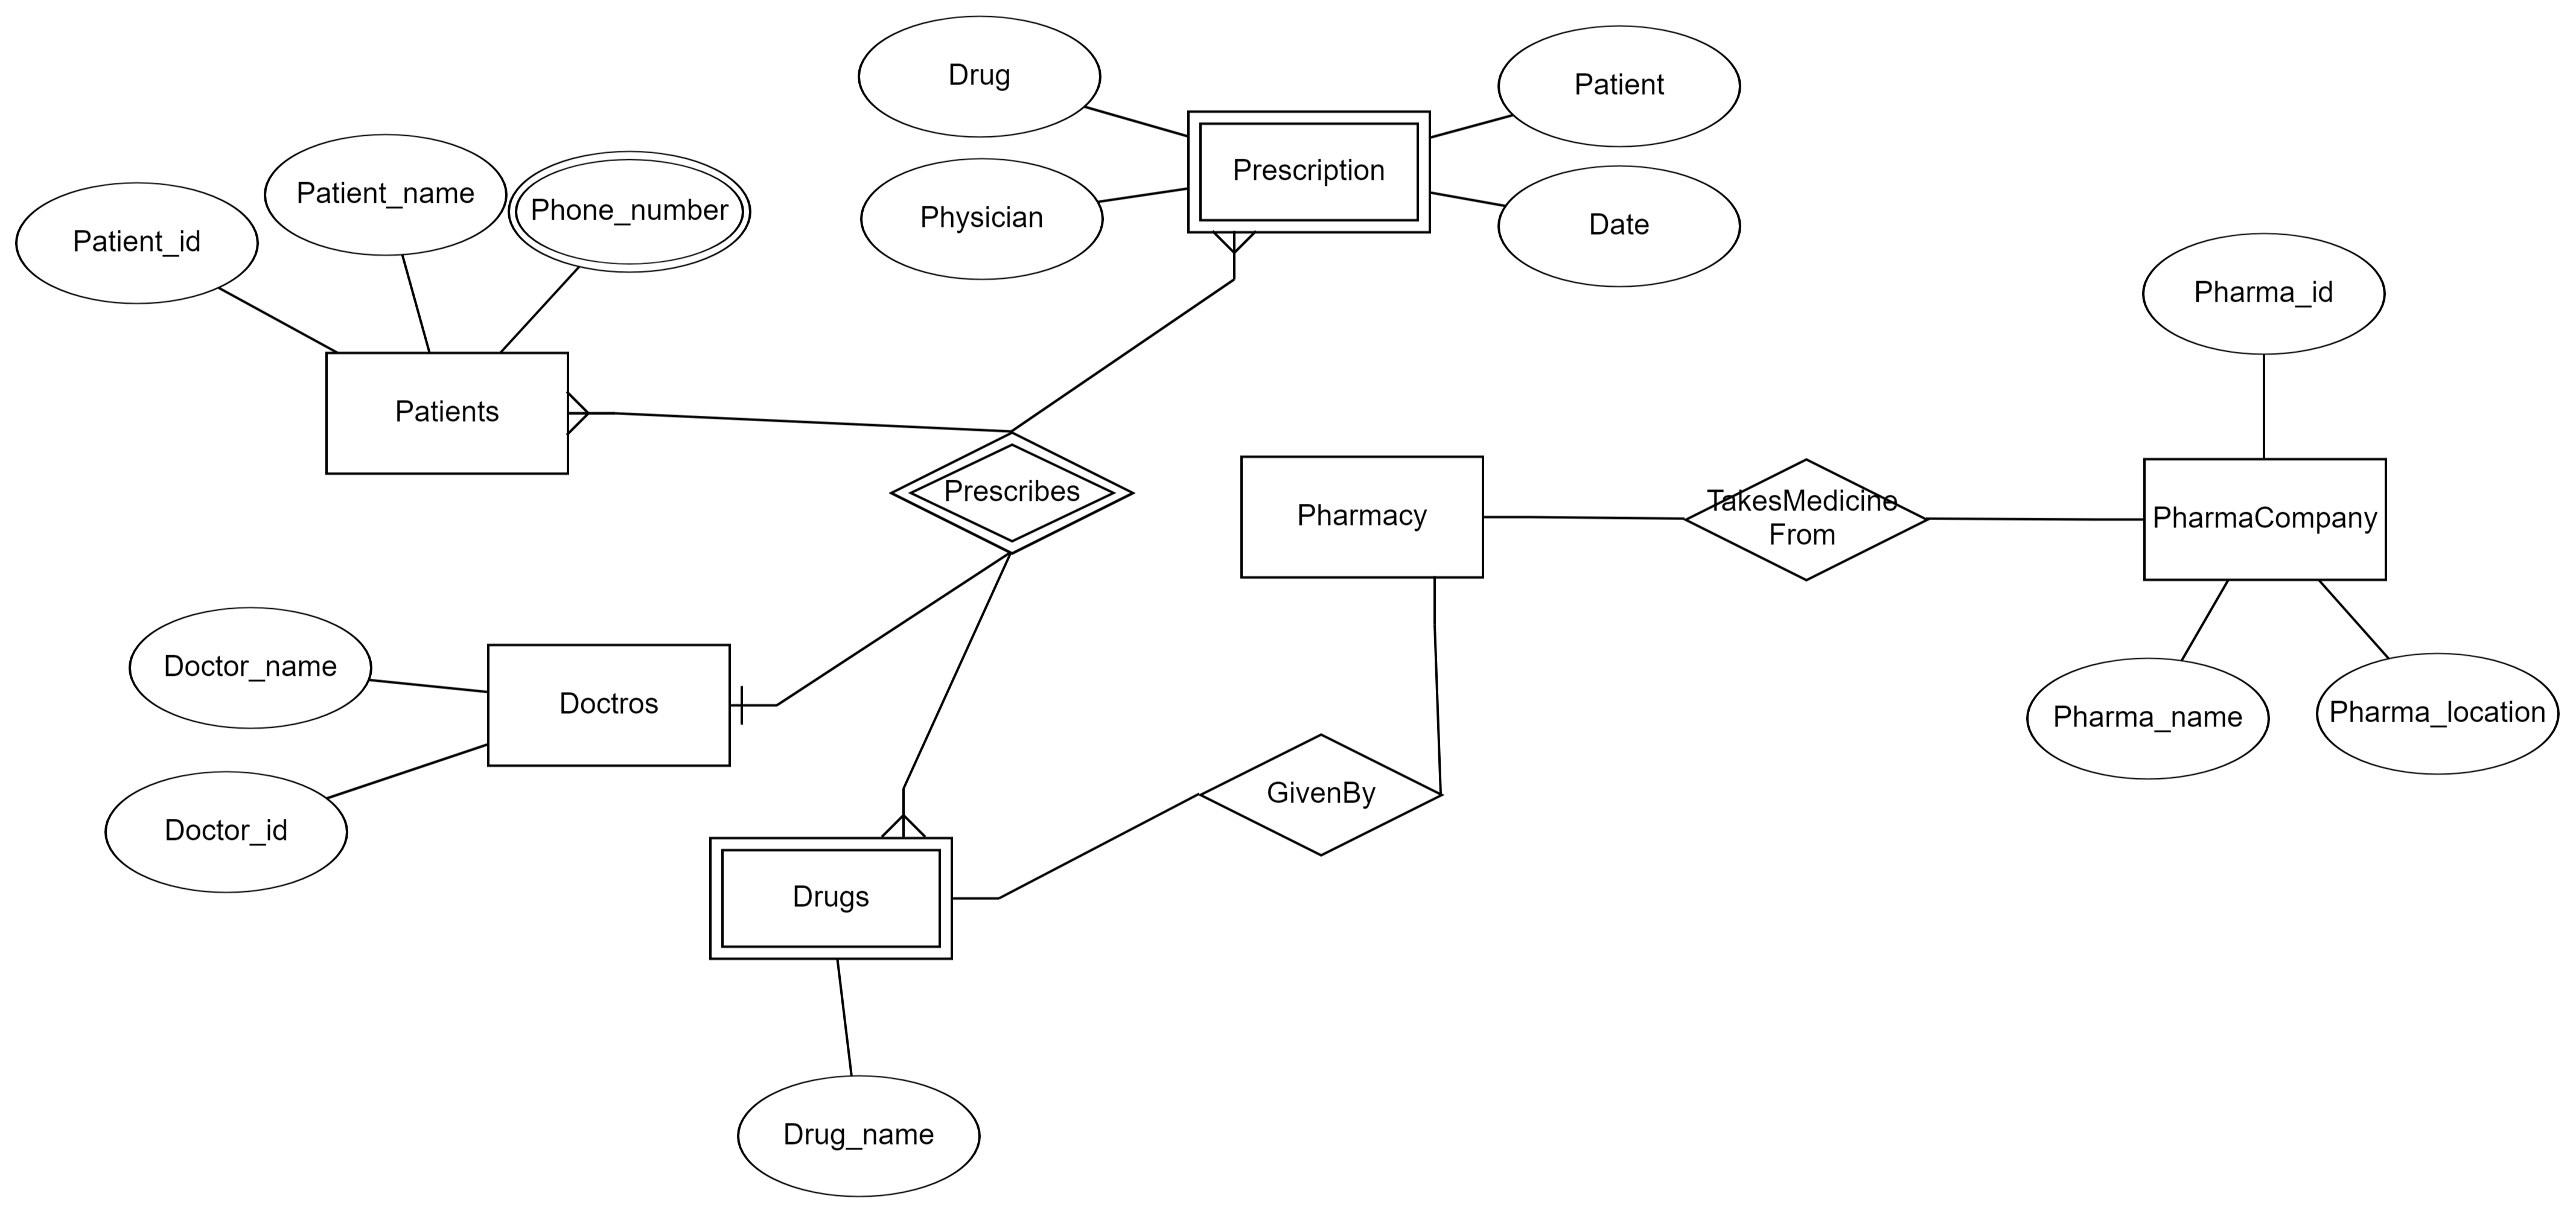 Drug
Patient
Prescription
Patient_name
Phone_number
Physician
Date
Patient_id
Pharma_id
Patients
Prescribes
Pharmacy
TakesMedicine
From
PharmaCompany
Doctor_name
Doctros
Pharma_name
Pharma_location
GivenBy
Doctor_id
Drugs
Drug_name